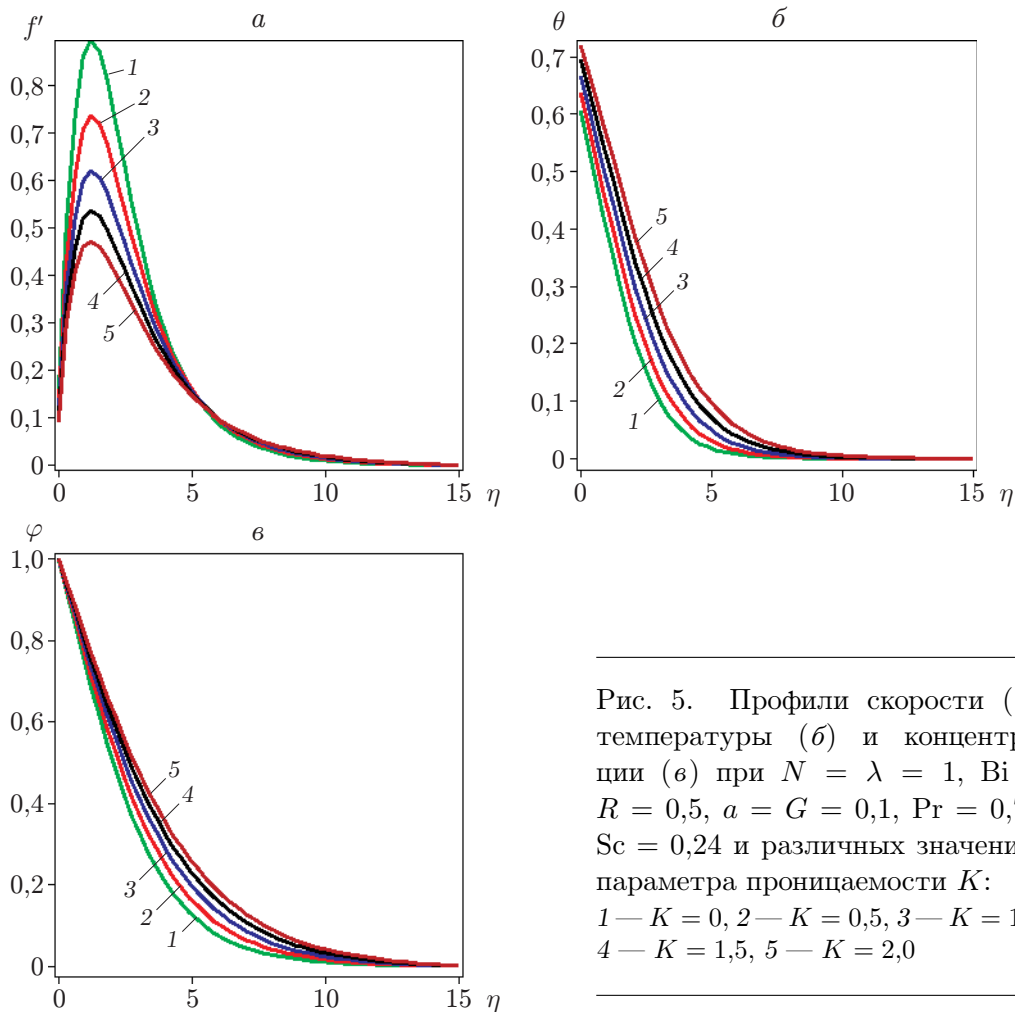 f′
а
0,8
0,7
0,6
0,5
0,4
0,3
0,2
0,1
0
1
2
3
4
5
0
5
10
15
η
θ
б
0,7
0,6
0,5
0,4
0,3
0,2
0,1
0
5
4
3
2
1
0
5
10
15
η
φ
в
1,0
0,8
0,6
0,4
0,2
0
5
4
3
2
1
0
5
10
15
η
Рис. 5. Профили скорости (
температуры (б) и концентр
ции (в) при N = λ = 1, Bi
R = 0,5, a = G = 0,1, Pr = 0,
Sc = 0,24 и различных значени
параметра проницаемости K:
1 — K = 0, 2 — K = 0,5, 3 — K = 1
4 — K = 1,5, 5 — K = 2,0